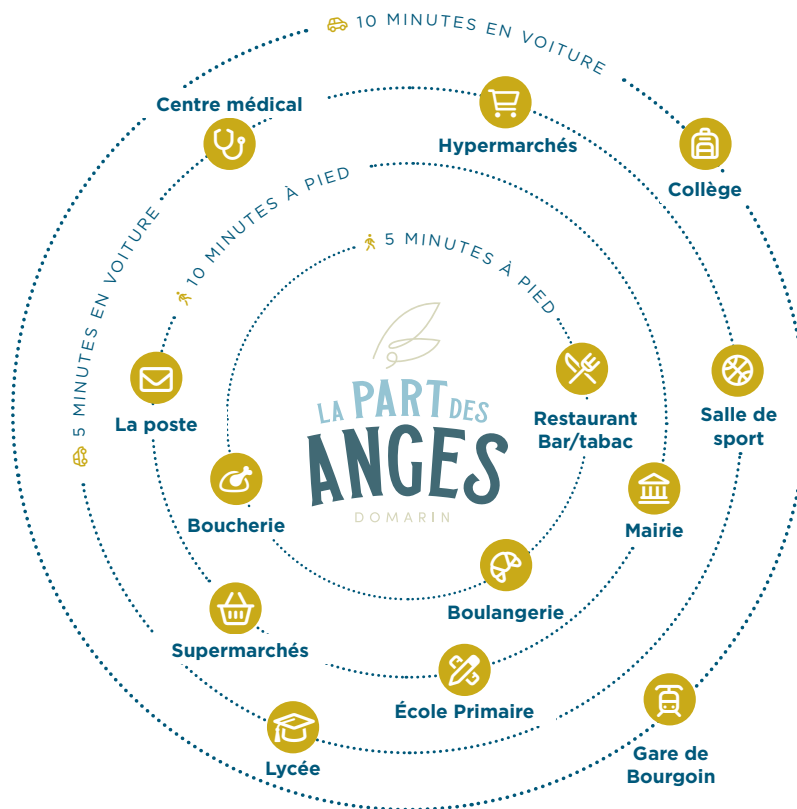 10 MINUTES EN VOITURE
Centre médical
Hypermarchés
Collège
10 MINUTES À PIED
5 MINUTES EN VOITURE
5 MINUTES À PIED
La poste
LA PART DES
ANGES
DOMARIN
Restaurant
Bar/tabac
Salle de
sport
Boucherie
Mairie
Boulangerie
Supermarchés
École Primaire
Lycée
Gare de
Bourgoin